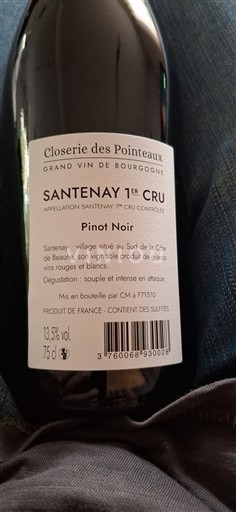 Closerie des Pointeaux
GRAND VIN DE BOURGOGNE
SANTENAY 1ER CRU
APPELLATION SANTENAY 1ER CRU CONTRÔLÉE
Pinot Noir
Santenay : village situé au Sud de la Côte
de Beaune, son vignoble produit de grands
vins rouges et blancs.
Dégustation : souple et intense en attaque
Mis en bouteille par CM à F71510
PRODUIT DE FRANCE - CONTIENT DES SULFITES
13,5% vol.
75 cl
3 760068 930028